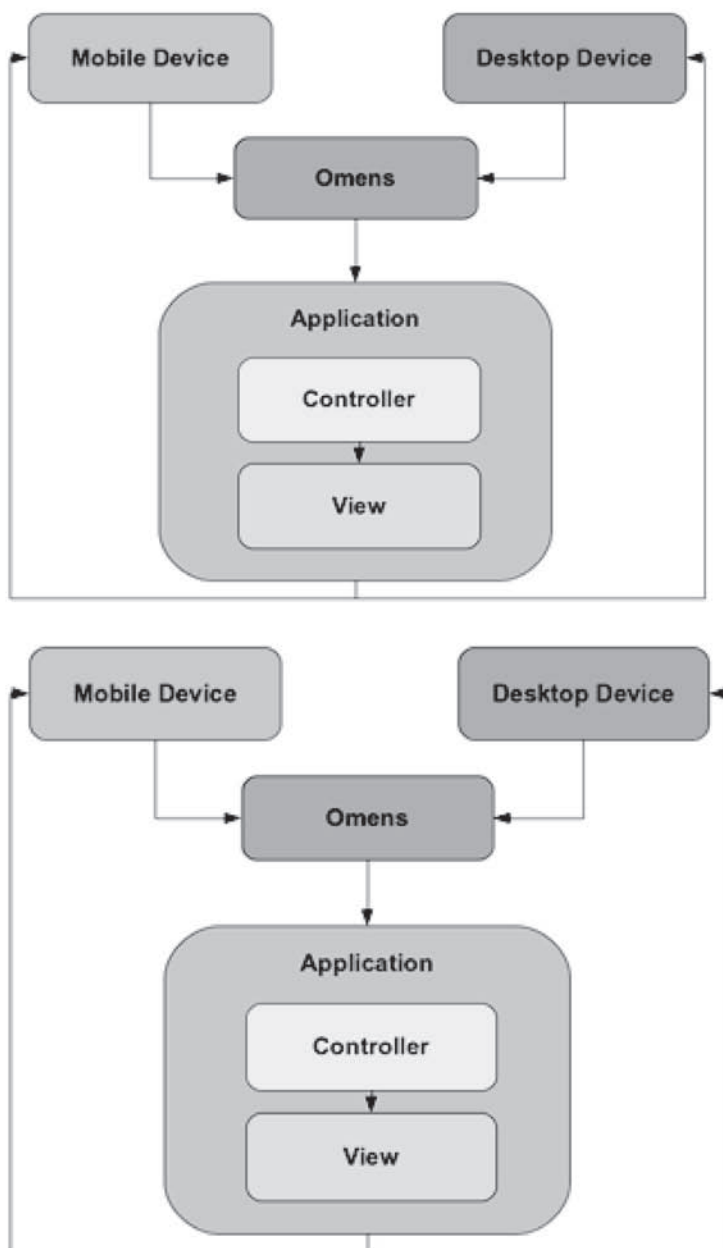 Mobile Device
Desktop Device
Omens
Application
Controller
View
Mobile Device
Desktop Device
Omens
Application
Controller
View